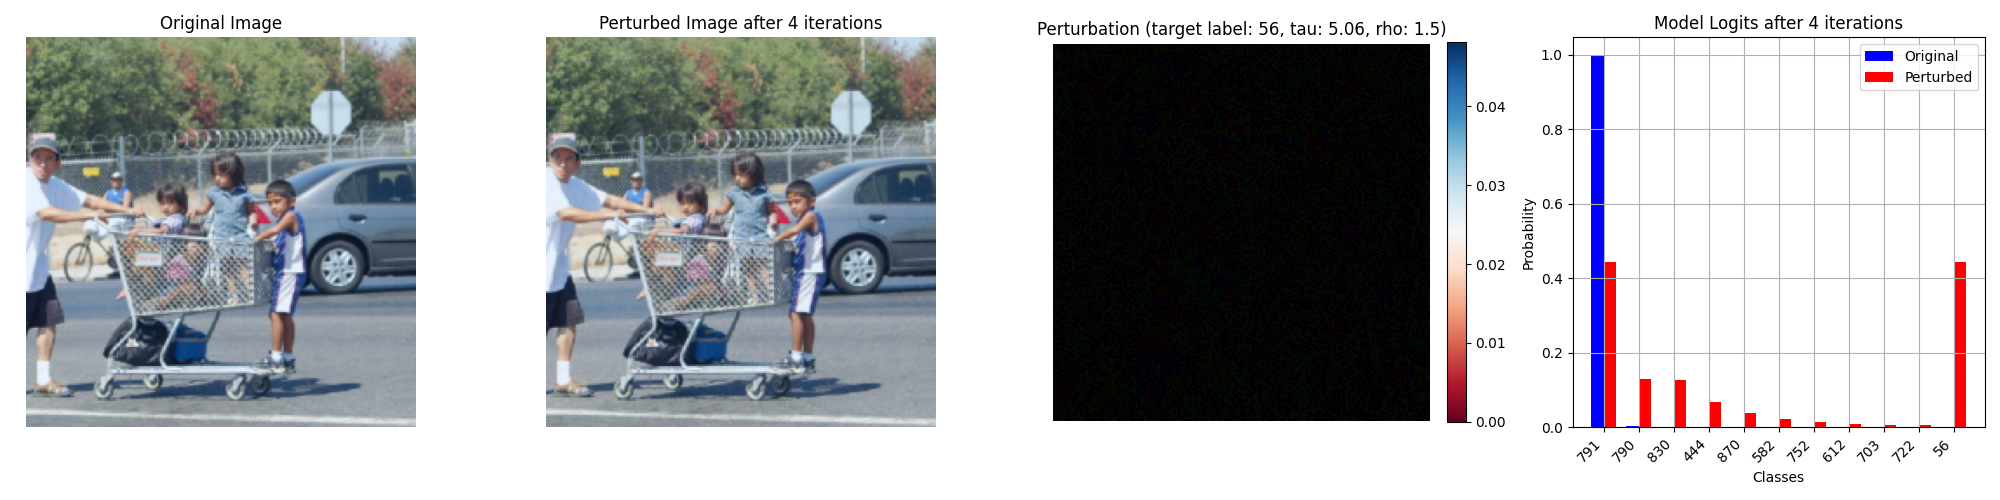 Original Image
Perturbed Image after 4 iterations
Perturbation (target label: 56, tau: 5.06, rho: 1.5)
0.04
0.03
0.02
0.01
0.00
Model Logits after 4 iterations
Original
Perturbed
Probability
1.0
0.8
0.6
0.4
0.2
0.0
791
790
830
444
870
582
752
612
703
722
56
Classes